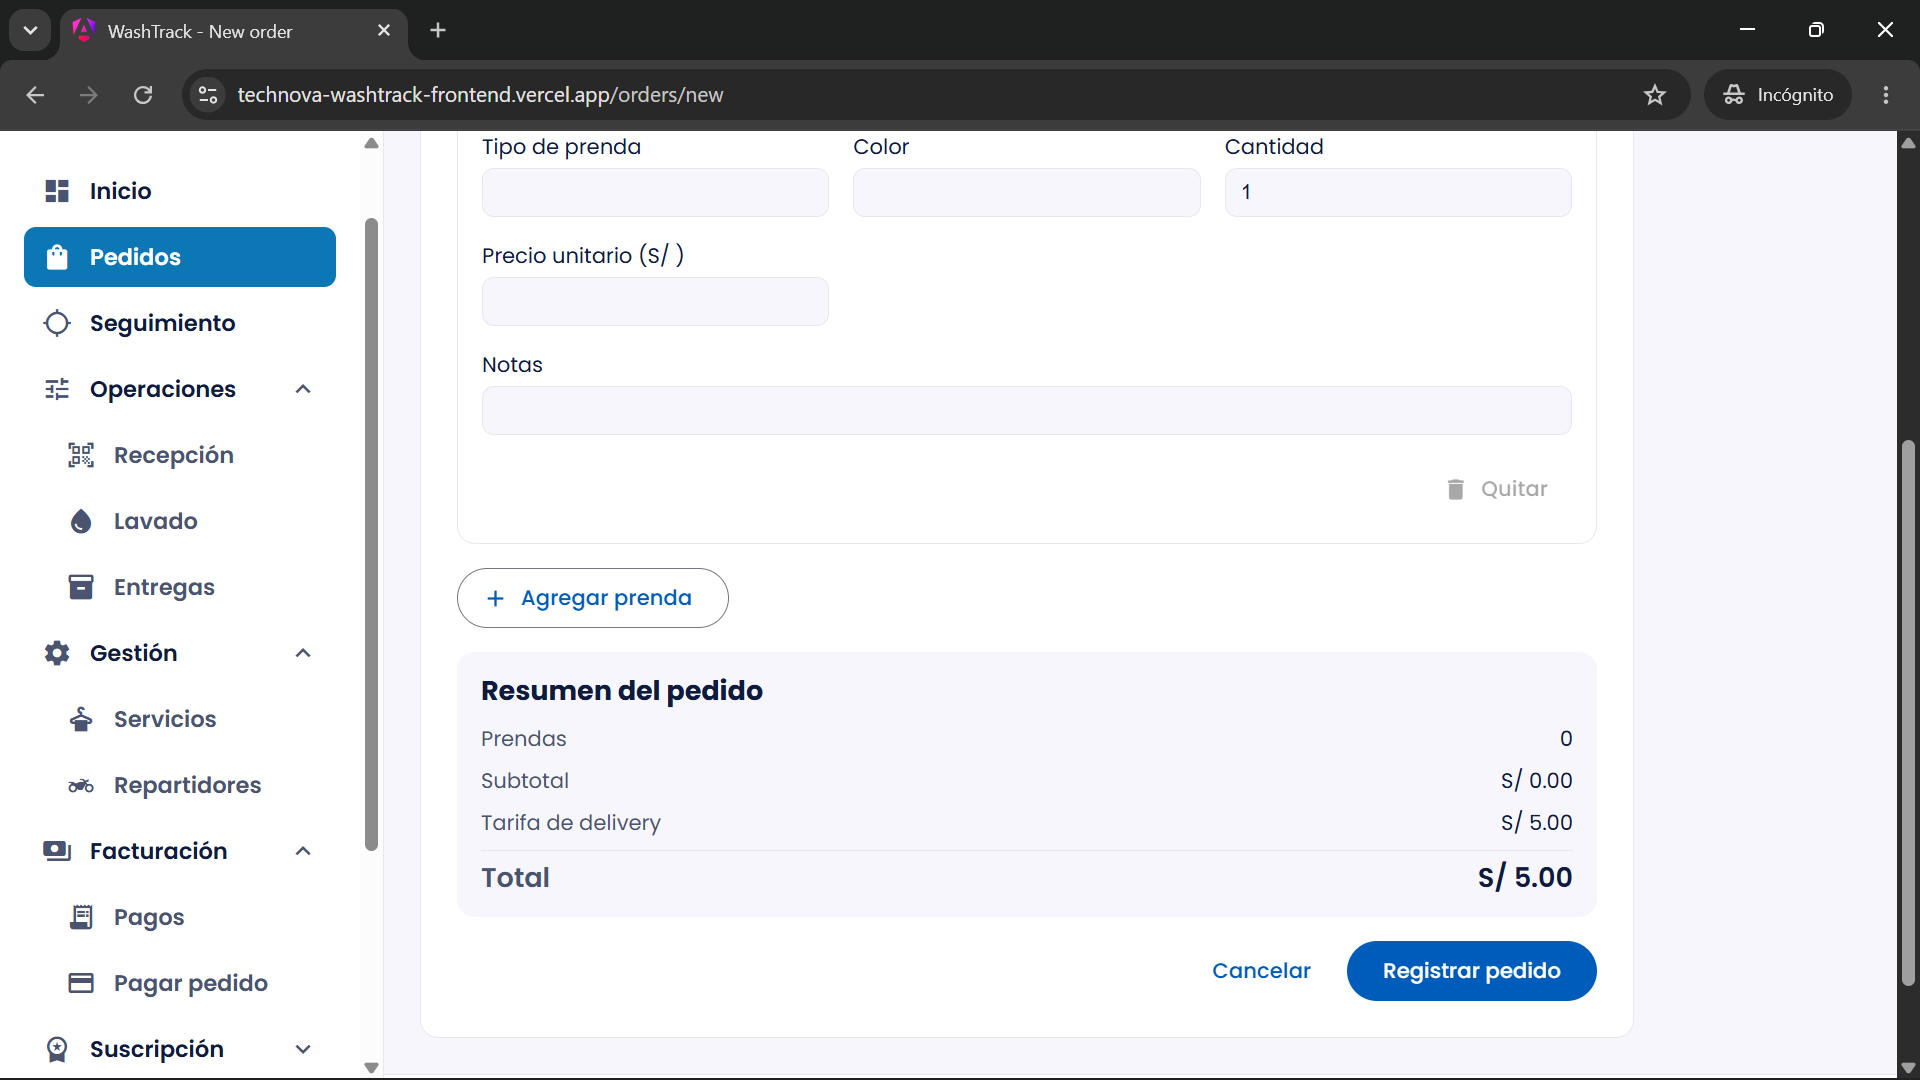 WashTrack - New order
technova-washtrack-frontend.vercel.app/orders/new
Incógnito
Inicio
Pedidos
Seguimiento
Operaciones
Recepción
Lavado
Entregas
Gestión
Servicios
Repartidores
Facturación
Pagos
Pagar pedido
Suscripción
Tipo de prenda Color Cantidad
1
Precio unitario (S/ )
Notas
Quitar
+ Agregar prenda
Resumen del pedido
Prendas 0
Subtotal S/ 0.00
Tarifa de delivery S/ 5.00
Total S/ 5.00
Cancelar Registrar pedido